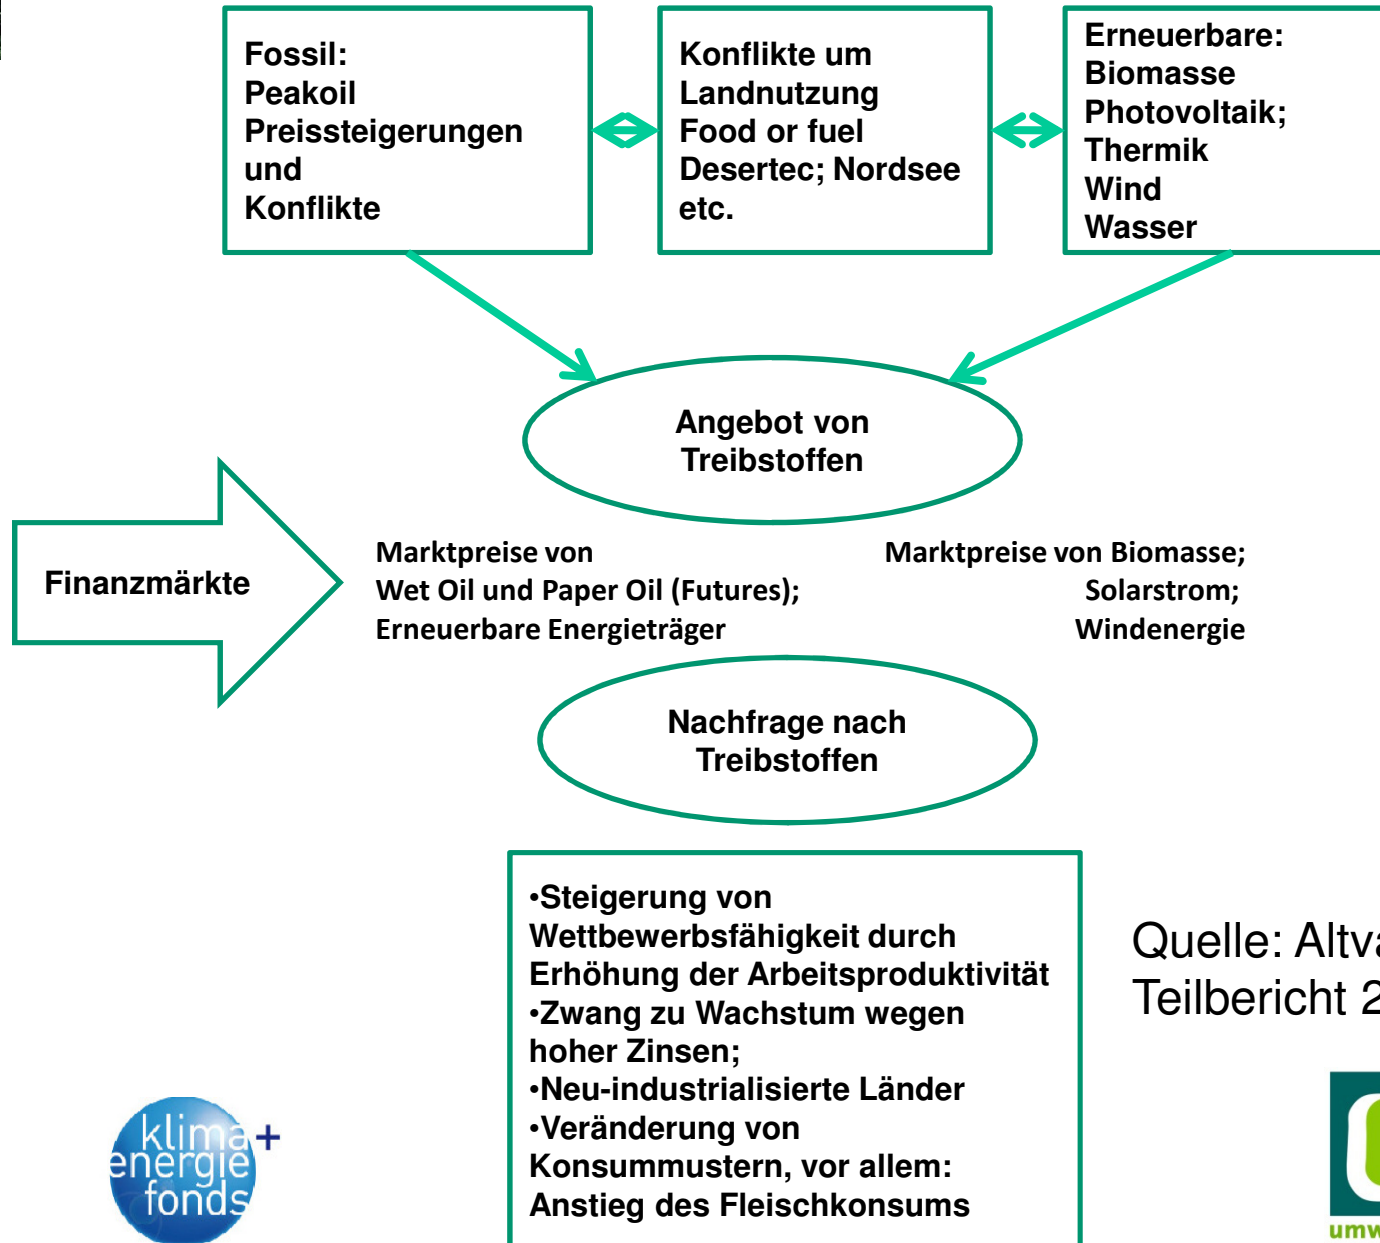 Fossil:
Peakoil
Preissteigerungen
und
Konflikte
Konflikte um
Landnutzung
Food or fuel
Desertec; Nordsee
etc.
Erneuerbare:
Biomasse
Photovoltaik;
Thermik
Wind
Wasser
Angebot von
Treibstoffen
Finanzmärkte
Marktpreise von
Wet Oil und Paper Oil (Futures);
Erneuerbare Energieträger
Marktpreise von Biomasse;
Solarstrom;
Windenergie
Nachfrage nach
Treibstoffen
•Steigerung von
Wettbewerbsfähigkeit durch
Erhöhung der Arbeitsproduktivität
•Zwang zu Wachstum wegen
hoher Zinsen;
•Neu-industrialisierte Länder
•Veränderung von
Konsummustern, vor allem:
Anstieg des Fleischkonsums
Quelle:
Teilbericht 2
klima+
energie
fonds